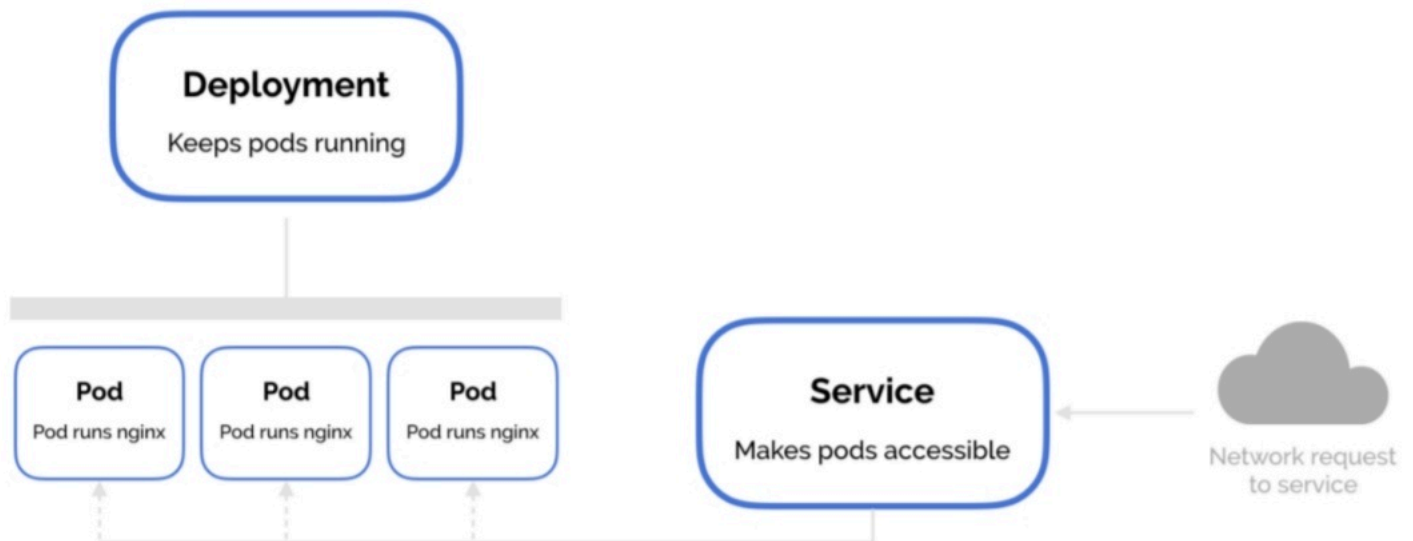 Deployment
Keeps pods running
Pod
Pod runs nginx
Pod
Pod runs nginx
Pod
Pod runs nginx
Service
Makes pods accessible
Network request
to service